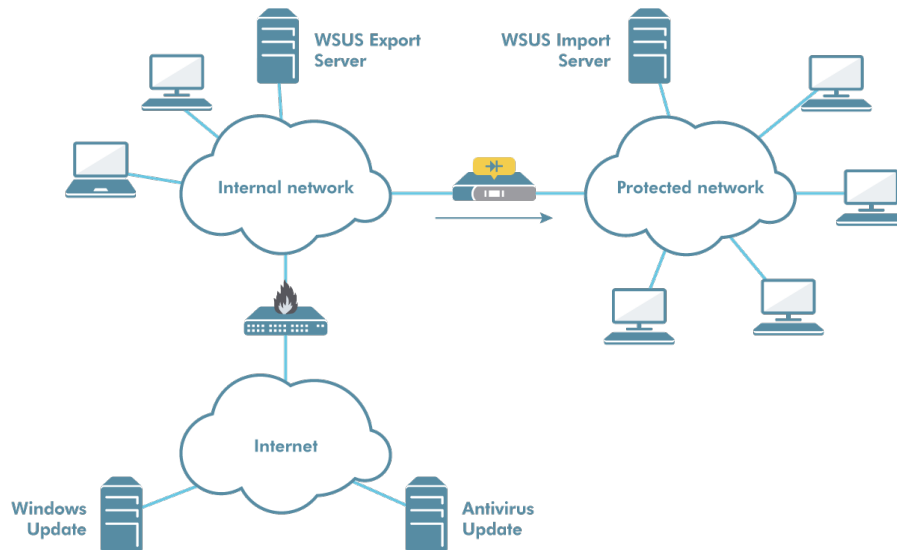 WSUS Export
Server
WSUS Import
Server
Internal network
Protected network
Internet
Windows
Update
Antivirus
Update